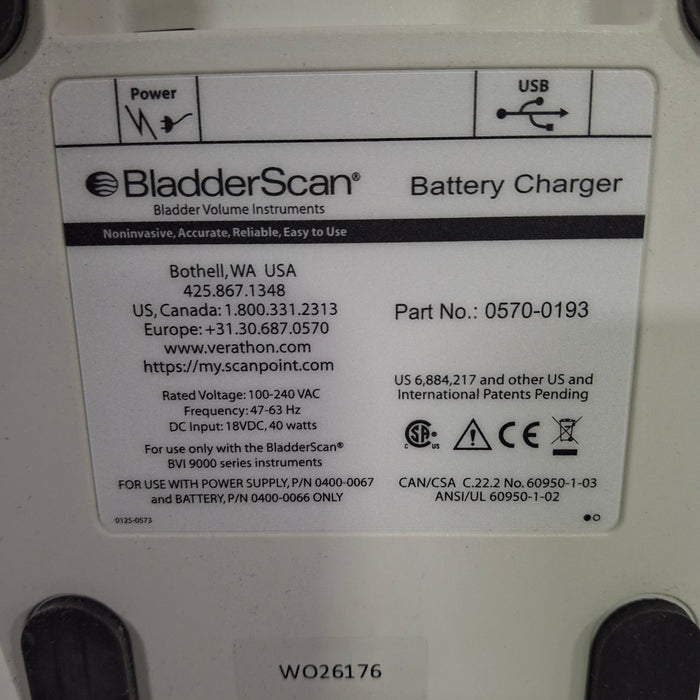 Power
USB
BladderScan®
Battery Charger
Bladder Volume Instruments
Noninvasive, Accurate, Reliable, Easy to Use
Bothell, WA USA
425.867.1348
US, Canada: 1.800.331.2313
Europe: +31.30.687.0570
www.verathon.com
https://my.scanpoint.com
Rated Voltage: 100-240 VAC
Frequency: 47-63 Hz
DC Input: 18VDC, 40 watts
For use only with the BladderScan®
BVI 9000 series instruments
FOR USE WITH POWER SUPPLY, P/N 0400-0067
and BATTERY, P/N 0400-0066 ONLY
0125-0573
Part No.: 0570-0193
US 6,884,217 and other US and
International Patents Pending
C SA US CE
CAN/CSA C.22.2 No. 60950-1-03
ANSI/UL 60950-1-02
WO26176